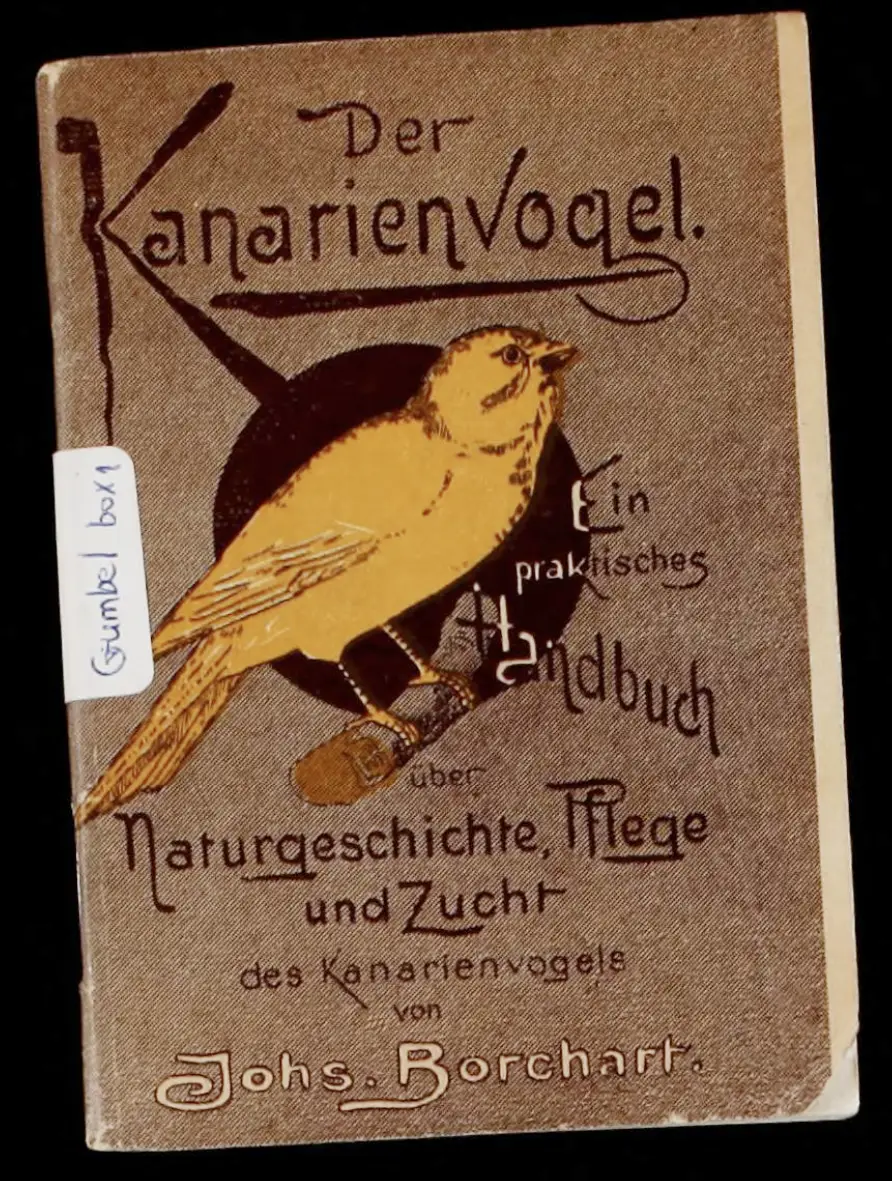 Der
Kanarienvogel.
Ein
praktisches
Handbuch
über
Naturgeschichte, Pflege
und Zucht
des Kanarienvogels
von
Johs. Borchart.
Gumbel box 1